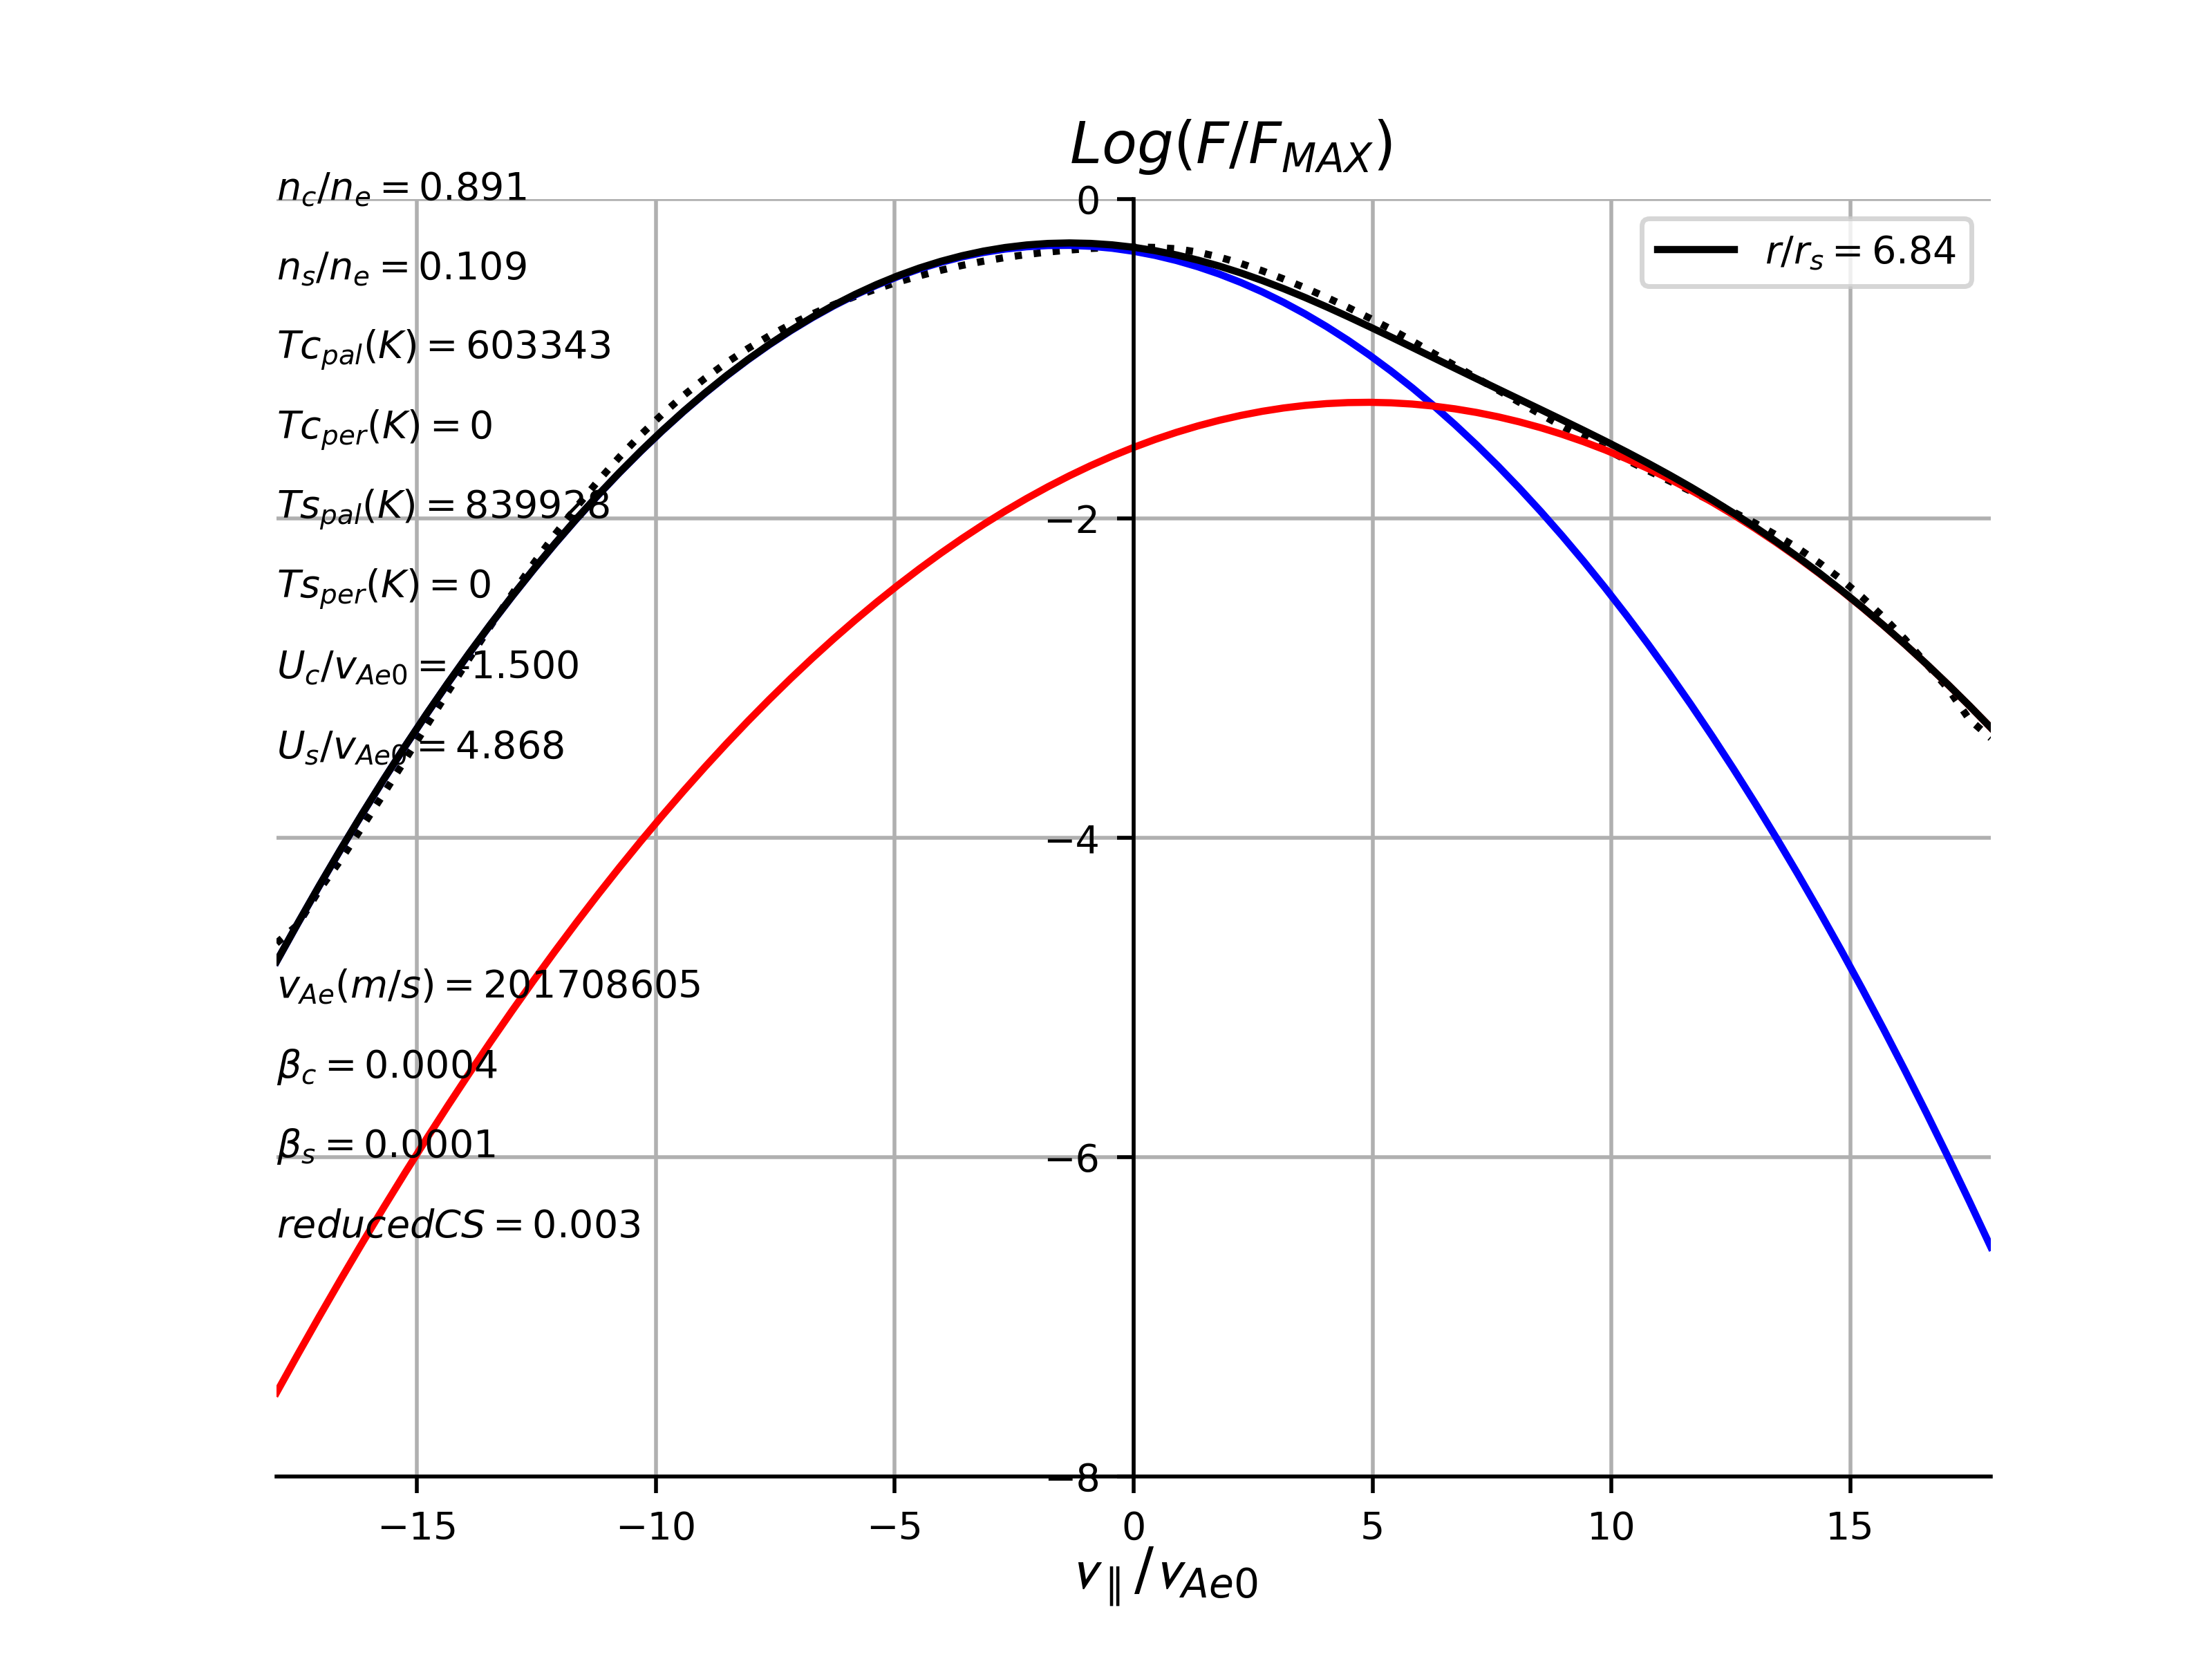 Log(F/F_MAX)
n_c/n_e = 0.891
0
r/r_s = 6.84
n_s/n_e = 0.109
Tc_pal(K) = 603343
Tc_per(K) = 0
Ts_pal(K) = 839928
−2
Ts_per(K) = 0
U_c/v_Ae0 = -1.500
U_s/v_Ae0 = 4.868
−4
v_Ae(m/s) = 201708605
β_c = 0.0004
β_s = 0.0001
−6
reducedCS = 0.003
−8
−15 −10 −5 0 5 10 15
v_∥/v_Ae0